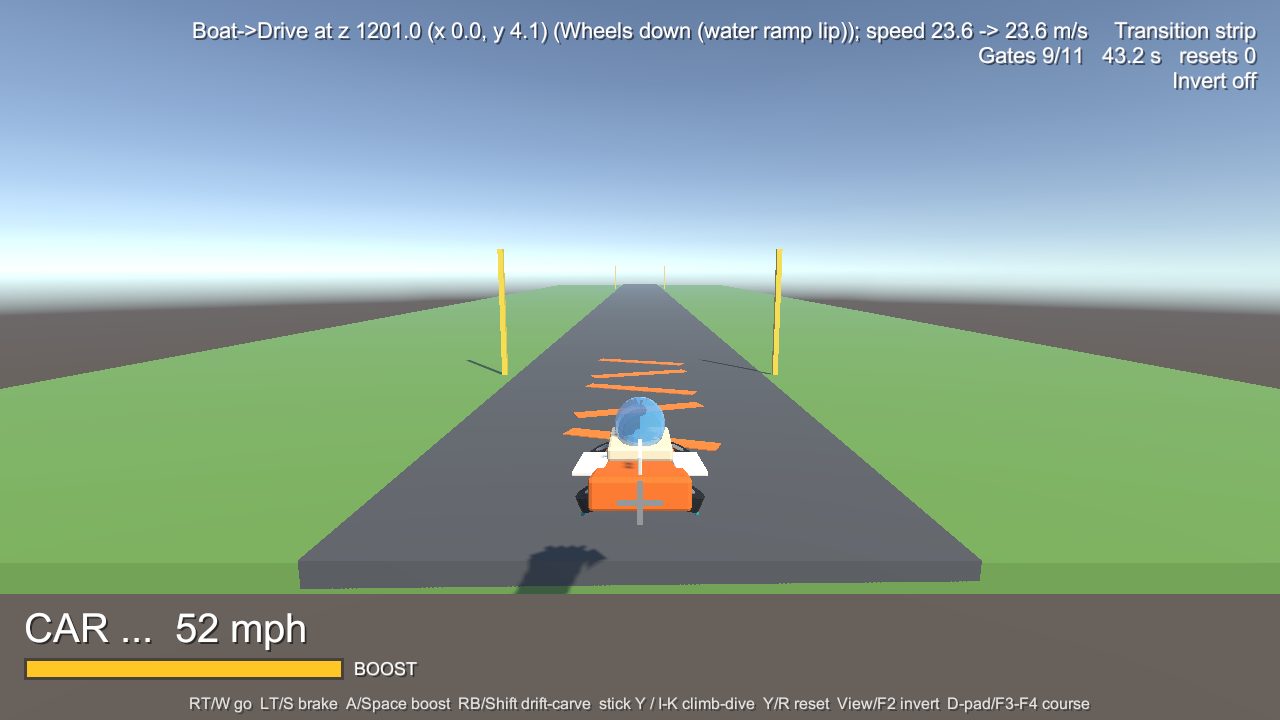 Boat->Drive at z 1201.0 (x 0.0, y 4.1) (Wheels down (water ramp lip)); speed 23.6 -> 23.6 m/s Transition strip
Gates 9/11 43.2 s resets 0
Invert off
CAR ... 52 mph
BOOST
RT/W go LT/S brake A/Space boost RB/Shift drift-carve stick Y / I-K climb-dive Y/R reset View/F2 invert D-pad/F3-F4 course